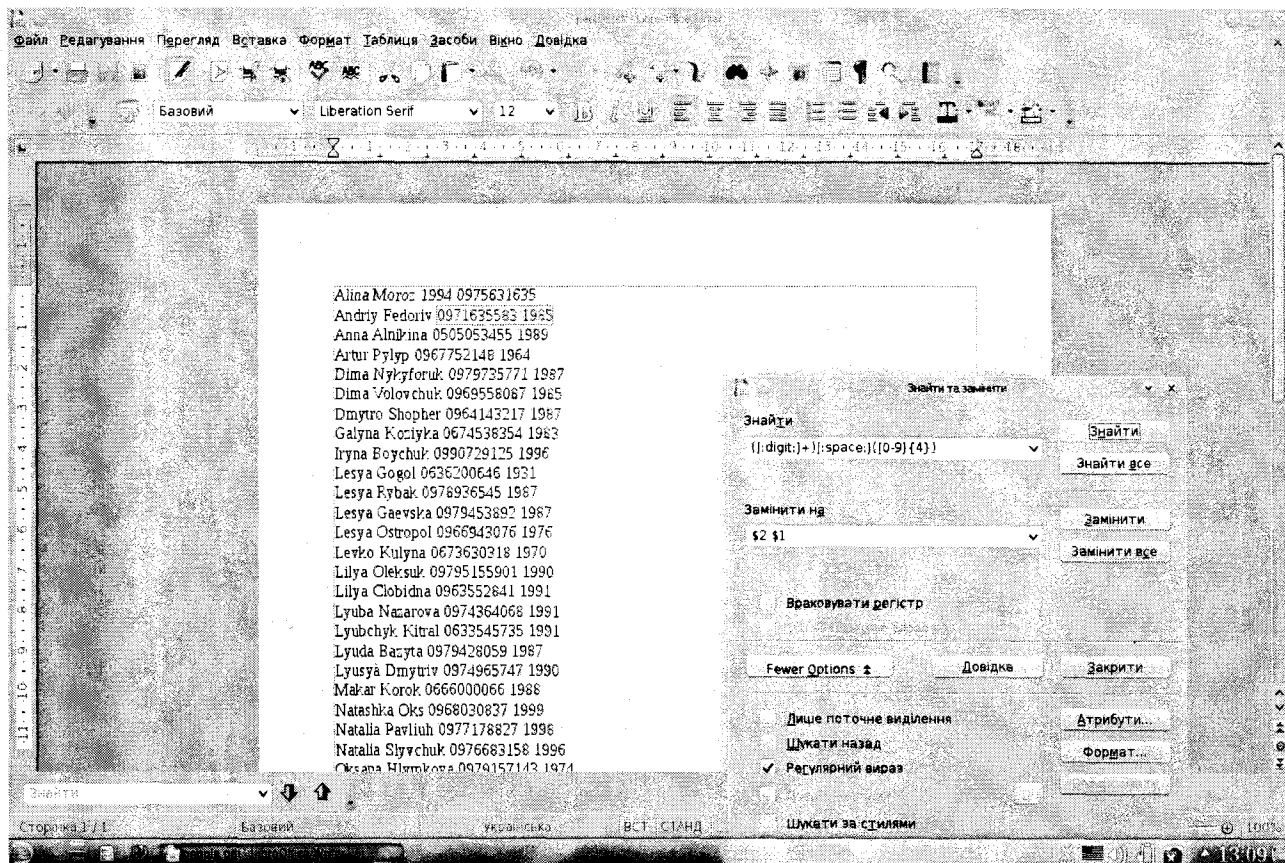 Файл Редагування Перегляд Вставка Формат Таблиця Засоби Вікно Довідка
Базовий Liberation Serif 12
Alina Moroz 1994 0975631635
Andriy Fedoriv 0971635583 1985
Anna Alnikina 0505053455 1989
Artur Pylyp 0967752148 1964
Dima Nykyforuk 0979735771 1987
Dima Volovchuk 0969558087 1985
Dmytro Shopher 0964143217 1987
Galyna Koziyka 0674538354 1983
Iryna Boychuk 0990729125 1996
Lesya Gogol 0636200646 1931
Lesya Rybak 0978936545 1987
Lesya Gaevska 0979453892 1987
Lesya Ostropol 0966943076 1976
Levko Kulyna 0673630318 1970
Lilya Oleksuk 09795155901 1990
Lilya Clobidna 0963552841 1991
Lyuba Nazarova 0974364068 1991
Lyubchyk Kitral 0633545735 1991
Lyuda Bazyta 0979428059 1987
Lyusya Dmytriv 0974965747 1990
Makar Korok 0666000066 1988
Natashka Oks 0968030837 1999
Natalia Pavliuh 0977178827 1998
Natalia Slyvchuk 0976683158 1996
Oksana Hlymkova 0979157143 1974
Знайти та замінити
Знайти
([:digit:]+)[:space:]([0-9]{4})
Знайти
Знайти все
Замінити на
$2 $1
Замінити
Замінити все
Враховувати регістр
Fewer Options
Довідка
Закрити
Лише поточне виділення
Шукати назад
Регулярний вираз
Шукати за стилями
Атрибути...
Формат...
Знайти
Сторінка 1 / 1 Базовий Українська ВСТ СТАНД 100%
13:09